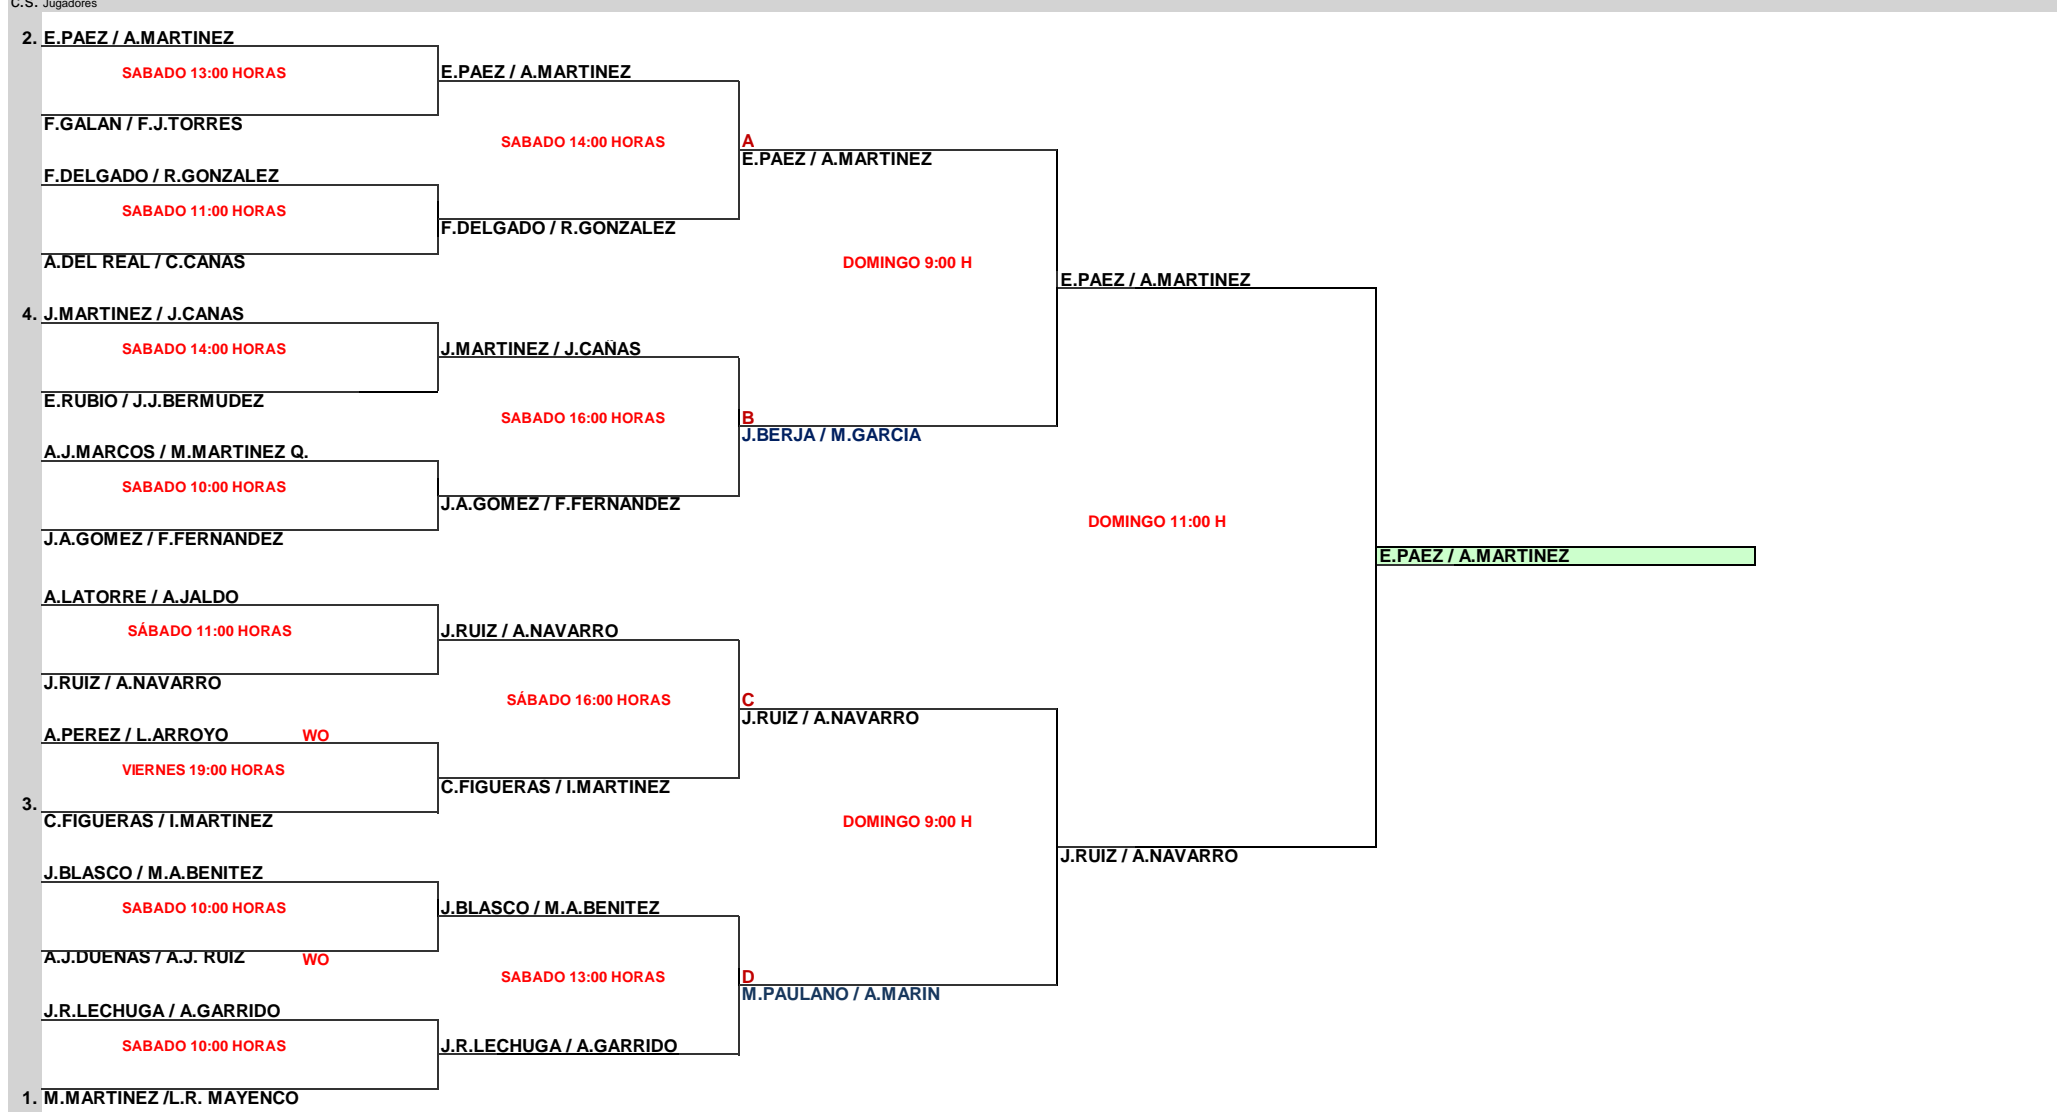 C.S. Jugadores
2. E.PAEZ / A.MARTINEZ
SABADO 13:00 HORAS
E.PAEZ / A.MARTINEZ
F.GALAN / F.J.TORRES
SABADO 14:00 HORAS
A
E.PAEZ / A.MARTINEZ
F.DELGADO / R.GONZALEZ
SABADO 11:00 HORAS
F.DELGADO / R.GONZALEZ
A.DEL REAL / C.CAÑAS
DOMINGO 9:00 H
E.PAEZ / A.MARTINEZ
4. J.MARTINEZ / J.CAÑAS
SABADO 14:00 HORAS
J.MARTINEZ / J.CAÑAS
E.RUBIO / J.J.BERMUDEZ
SABADO 16:00 HORAS
B
J.BERJA / M.GARCIA
A.J.MARCOS / M.MARTINEZ Q.
SABADO 10:00 HORAS
J.A.GOMEZ / F.FERNANDEZ
DOMINGO 11:00 H
J.A.GOMEZ / F.FERNANDEZ
E.PAEZ / A.MARTINEZ
A.LATORRE / A.JALDO
SÁBADO 11:00 HORAS
J.RUIZ / A.NAVARRO
J.RUIZ / A.NAVARRO
SÁBADO 16:00 HORAS
C
J.RUIZ / A.NAVARRO
A.PEREZ / L.ARROYO WO
VIERNES 19:00 HORAS
C.FIGUERAS / I.MARTINEZ
3.
C.FIGUERAS / I.MARTINEZ
DOMINGO 9:00 H
J.RUIZ / A.NAVARRO
J.BLASCO / M.A.BENITEZ
SABADO 10:00 HORAS
J.BLASCO / M.A.BENITEZ
A.J.DUEÑAS / A.J. RUIZ WO
SABADO 13:00 HORAS
D
M.PAULANO / A.MARIN
J.R.LECHUGA / A.GARRIDO
SABADO 10:00 HORAS
J.R.LECHUGA / A.GARRIDO
1. M.MARTINEZ /L.R. MAYENCO